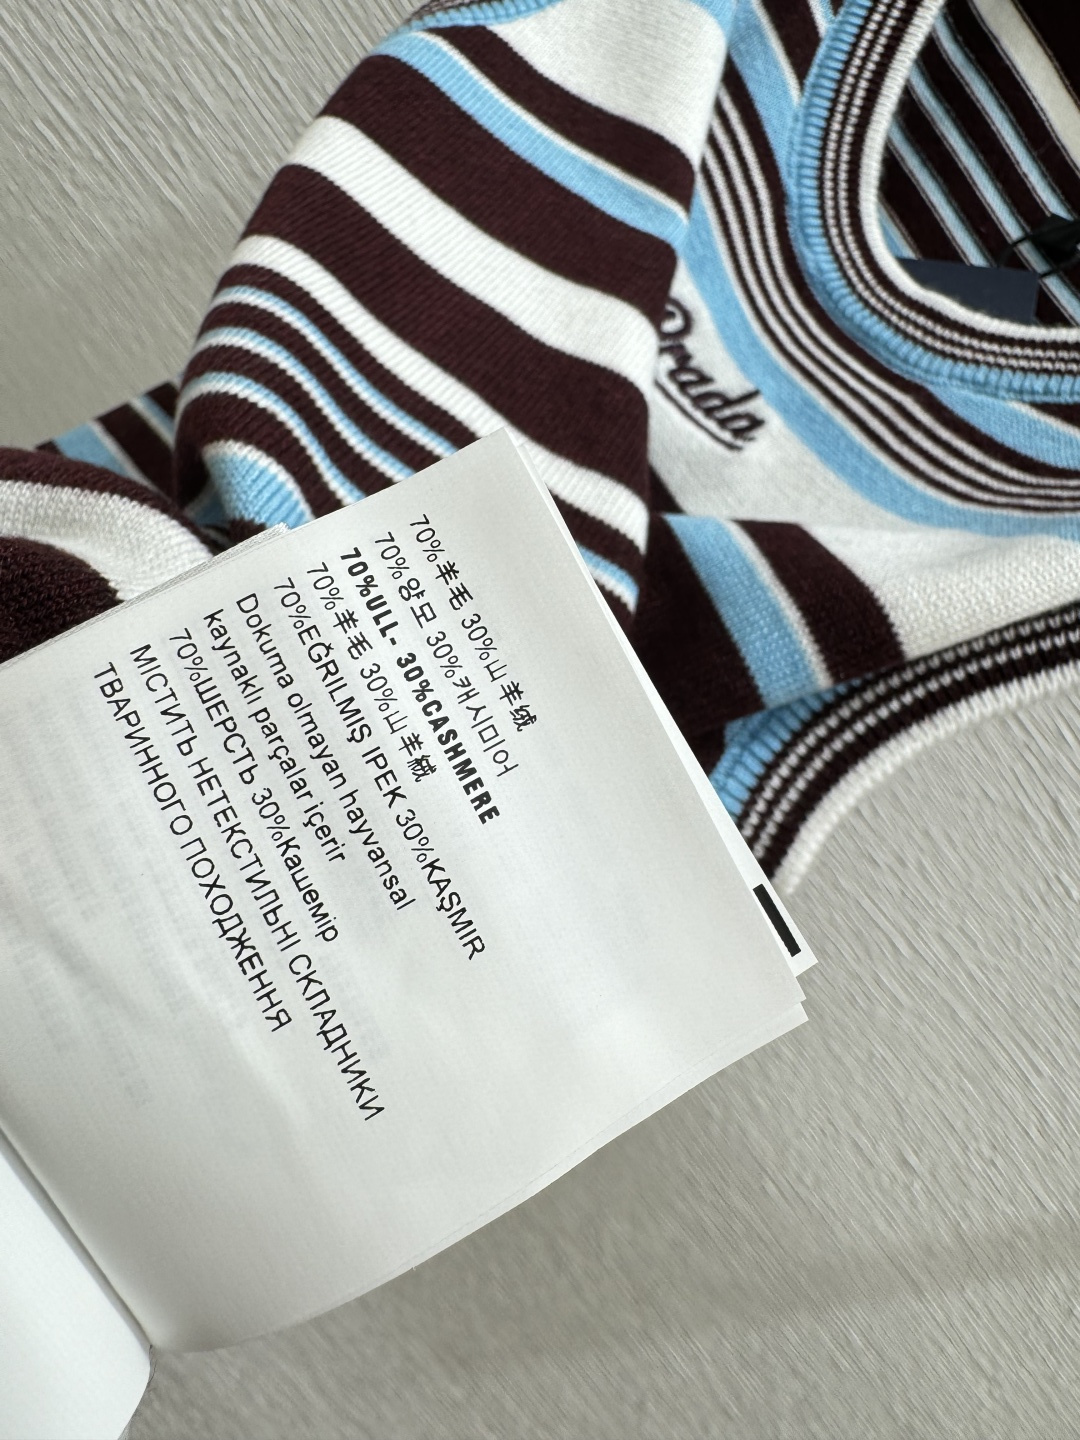 Prada
70%羊毛 30%山羊绒
70%양모 30%캐시미어
70%ULL- 30%CASHMERE
70%羊毛 30%山羊絨
70%EĞRILMIŞ IPEK 30%KAŞMIR
Dokuma olmayan hayvansal
kaynaklı parçalar içerir
70%ШЕРСТЬ 30%Кашемір
МІСТИТЬ НЕТЕКСТИЛЬНІ СКЛАДНИКИ
ТВАРИННОГО ПОХОДЖЕННЯ